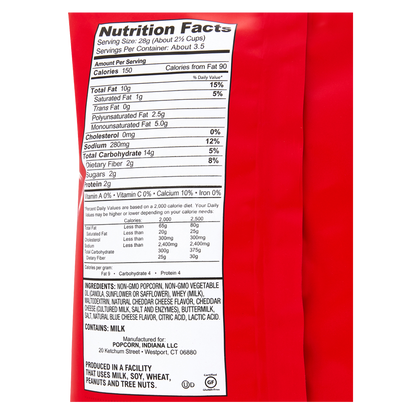 Nutrition Facts
Serving Size: 28g (About 2½ Cups)
Servings Per Container: About 3.5
Amount Per Serving
Calories 150 Calories from Fat 90
% Daily Value*
Total Fat 10g 15%
Saturated Fat 1g 5%
Trans Fat 0g
Polyunsaturated Fat 2.5g
Monounsaturated Fat 5.0g
Cholesterol 0mg 0%
Sodium 280mg 12%
Total Carbohydrate 14g 5%
Dietary Fiber 2g 8%
Sugars 2g
Protein 2g
Vitamin A 0% • Vitamin C 0% • Calcium 10% • Iron 0%
Percent Daily Values are based on a 2,000 calorie diet. Your Daily
Values may be higher or lower depending on your calorie needs.
Calories: 2,000 2,500
Total Fat Less than 65g 80g
Saturated Fat Less than 20g 25g
Cholesterol Less than 300mg 300mg
Sodium Less than 2,400mg 2,400mg
Total Carbohydrate 300g 375g
Dietary Fiber 25g 30g
Calories per gram:
Fat 9 • Carbohydrate 4 • Protein 4
INGREDIENTS: NON-GMO POPCORN, NON-GMO VEGETABLE
OIL (CANOLA, SUNFLOWER OR SAFFLOWER), WHEY (MILK),
MALTODEXTRIN, NATURAL CHEDDAR CHEESE FLAVOR, CHEDDAR
CHEESE (CULTURED MILK, SALT AND ENZYMES), BUTTERMILK,
SALT, NATURAL BLUE CHEESE FLAVOR, CITRIC ACID, LACTIC ACID.
CONTAINS: MILK
Manufactured for:
POPCORN, INDIANA LLC
20 Ketchum Street • Westport, CT 06880
PRODUCED IN A FACILITY
THAT USES MILK, SOY, WHEAT,
PEANUTS AND TREE NUTS.
U D
Certified
GF